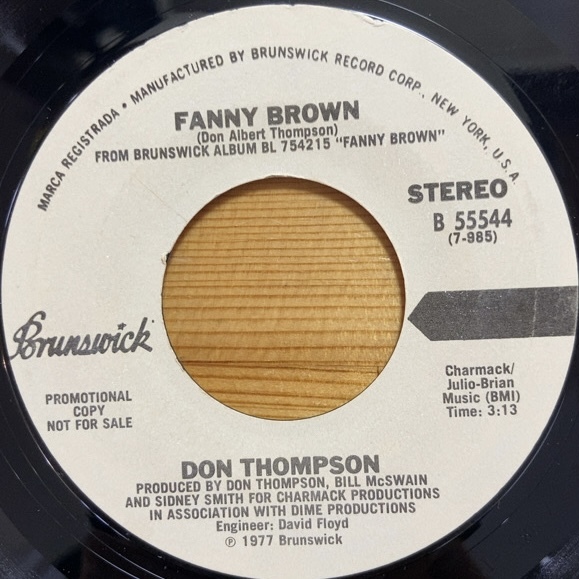 MARCA REGISTRADA • MANUFACTURED BY BRUNSWICK RECORD CORP., NEW YORK, U.S.A.
FANNY BROWN
(Don Albert Thompson)
FROM BRUNSWICK ALBUM BL 754215 "FANNY BROWN"
STEREO
B 55544
(7-985)
Brunswick
PROMOTIONAL
COPY
NOT FOR SALE
Charmack/
Julio-Brian
Music (BMI)
Time: 3:13
DON THOMPSON
PRODUCED BY DON THOMPSON, BILL McSWAIN
AND SIDNEY SMITH FOR CHARMACK PRODUCTIONS
IN ASSOCIATION WITH DIME PRODUCTIONS
Engineer: David Floyd
℗ 1977 Brunswick